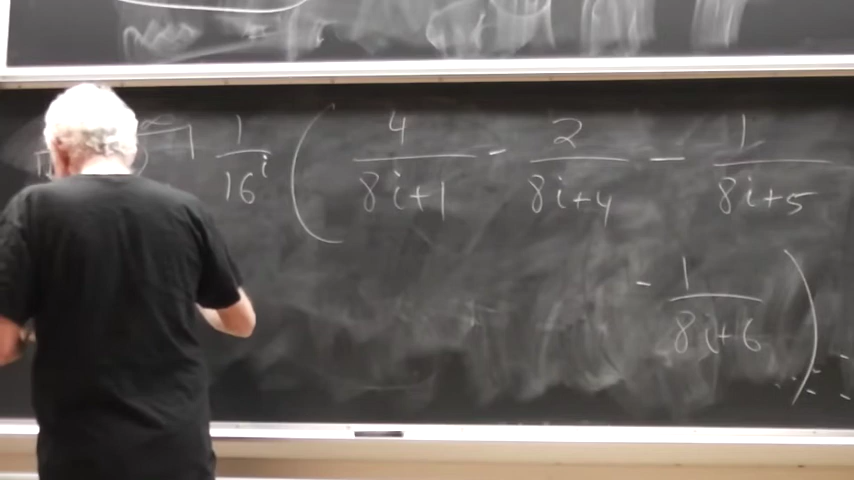 ∞ 1/16^i ( 4/(8i+1) - 2/(8i+4) - 1/(8i+5)
- 1/(8i+6) )